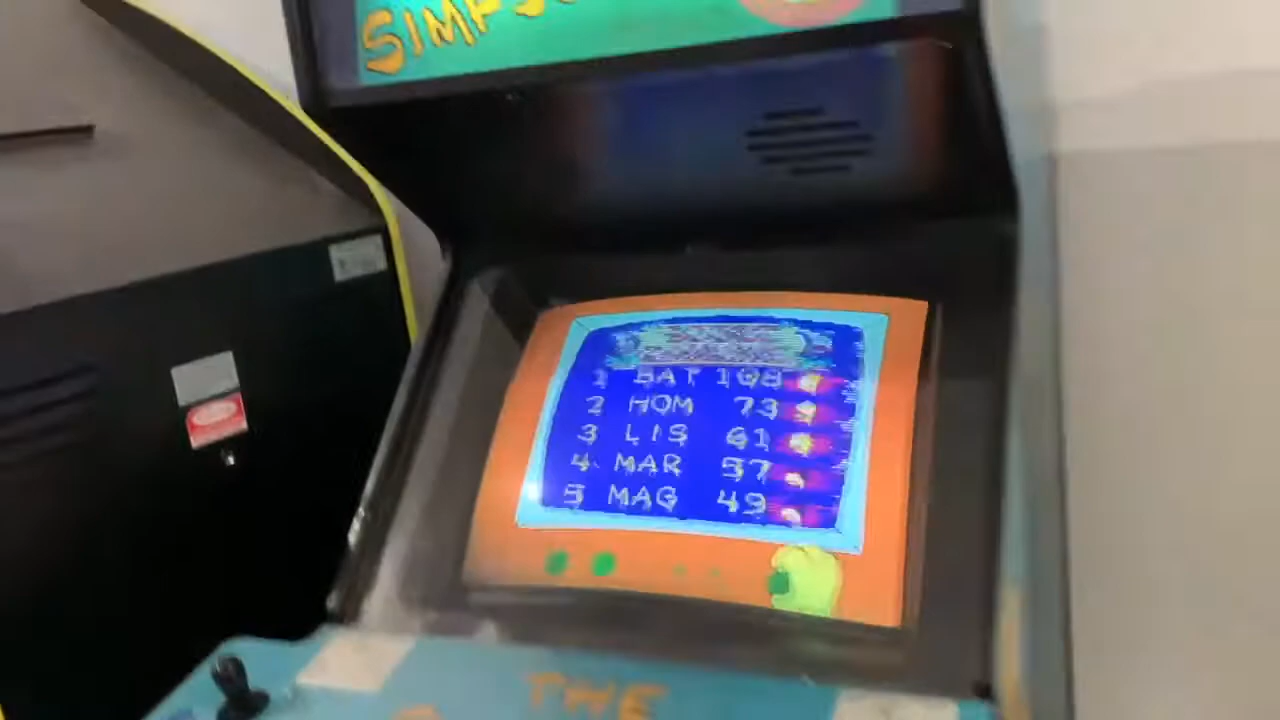 SIMPS
1 BAT 108
2 HOM 73
3 LIS 61
4 MAR 57
5 MAG 49
THE